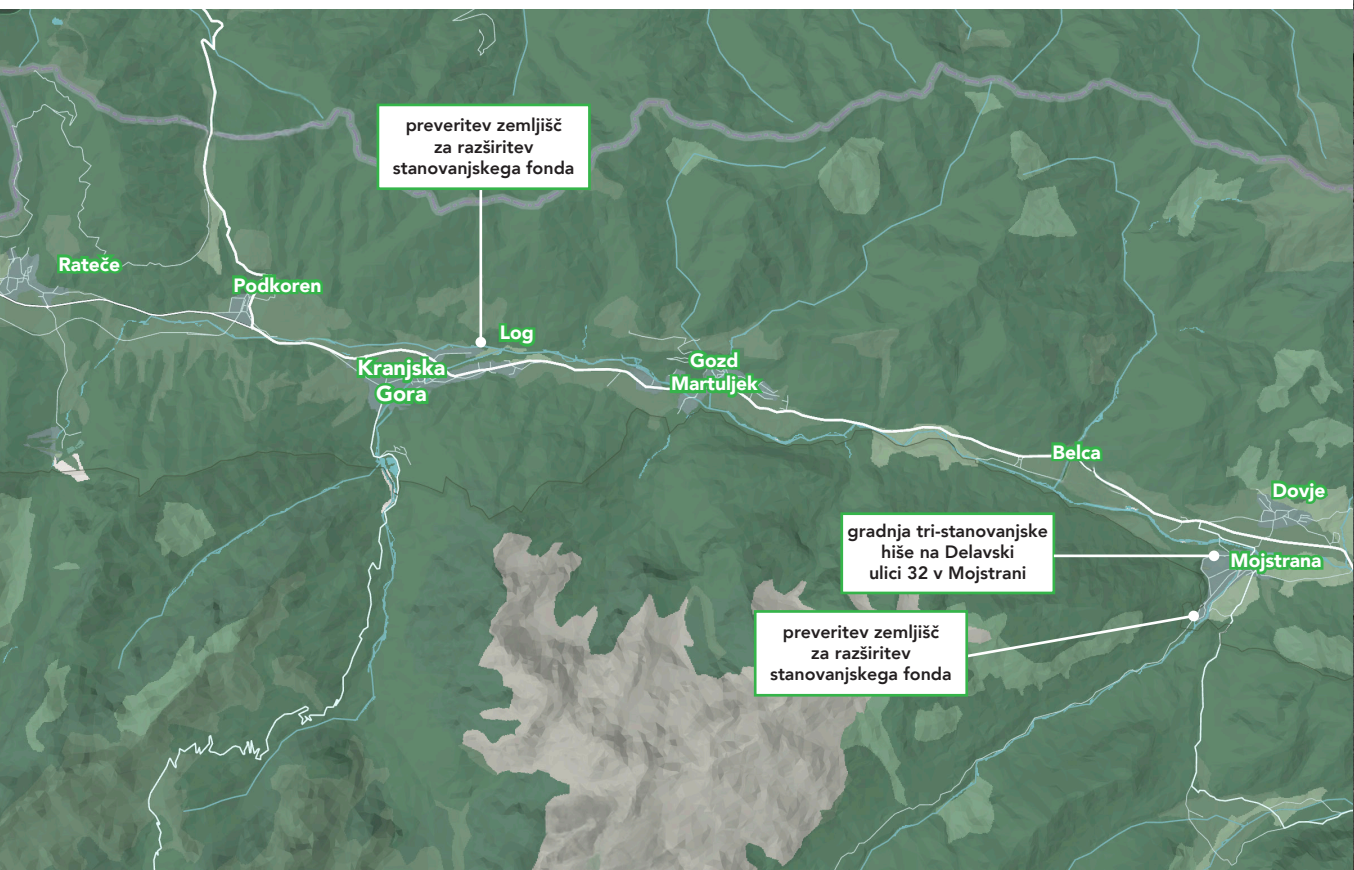 preveritev zemljišč
za razširitev
stanovanjskega fonda
Rateče
Podkoren
Log
Kranjska
Gora
Gozd
Martuljek
Belca
Dovje
gradnja tri-stanovanjske
hiše na Delavski
ulici 32 v Mojstrani
Mojstrana
preveritev zemljišč
za razširitev
stanovanjskega fonda